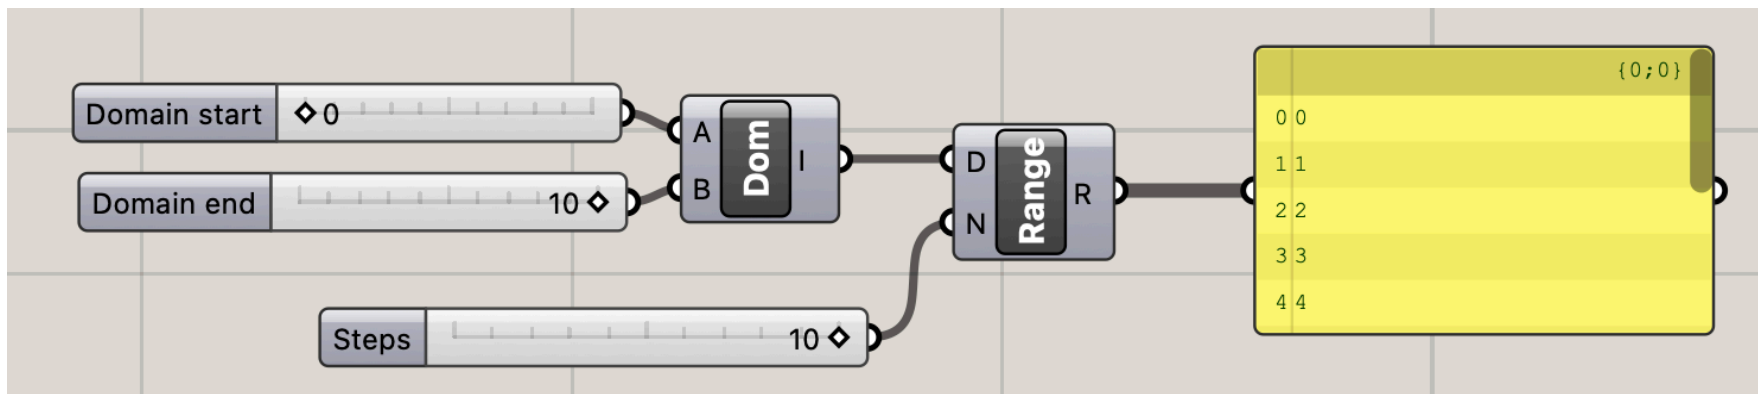 Domain start 0
Domain end 10
Steps 10
A
B
Dom
I
D
N
Range
R
{0;0}
0 0
1 1
2 2
3 3
4 4